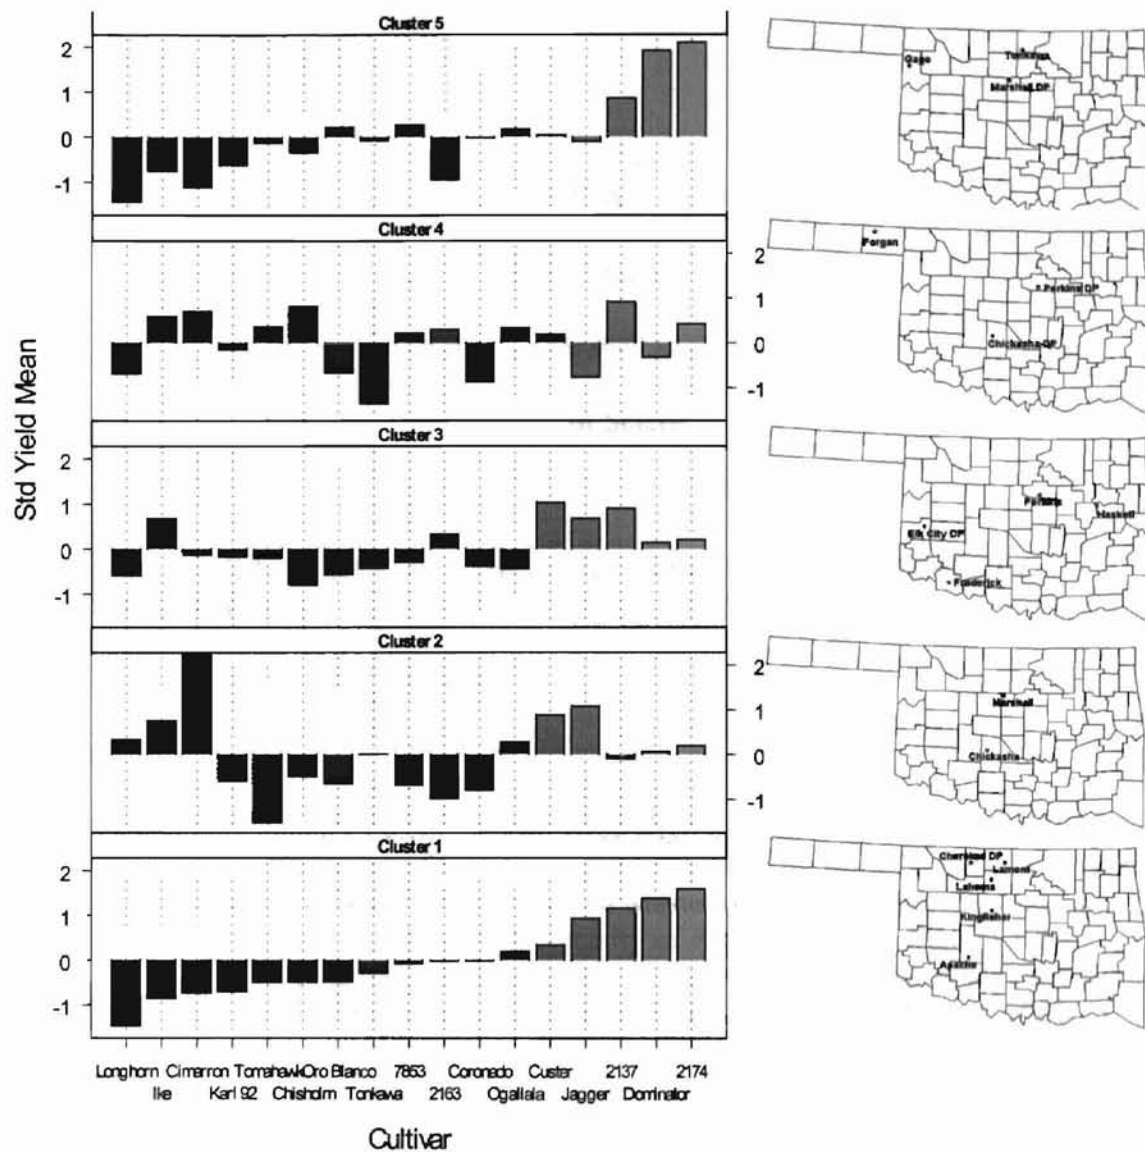 Cluster 5
2
1
0
-1
Gage
Tonkawa
Marshall DP
Cluster 4
2
1
0
-1
Forgan
Perkins DP
Chickasha DP
Std Yield Mean
Cluster 3
2
1
0
-1
Perkins
Haskell
Elk City DP
Frederick
Cluster 2
2
1
0
-1
Marshall
Chickasha
Cluster 1
2
1
0
-1
Cherokee DP
Lamont
Lahoma
Kingfisher
Apache
Longhorn Cimarron Tomahawk Oro Blanco 7853 Coronado Custer 2137 2174
Ike Karl 92 Chisholm Tonkawa 2163 Ogallala Jagger Dominator
Cultivar